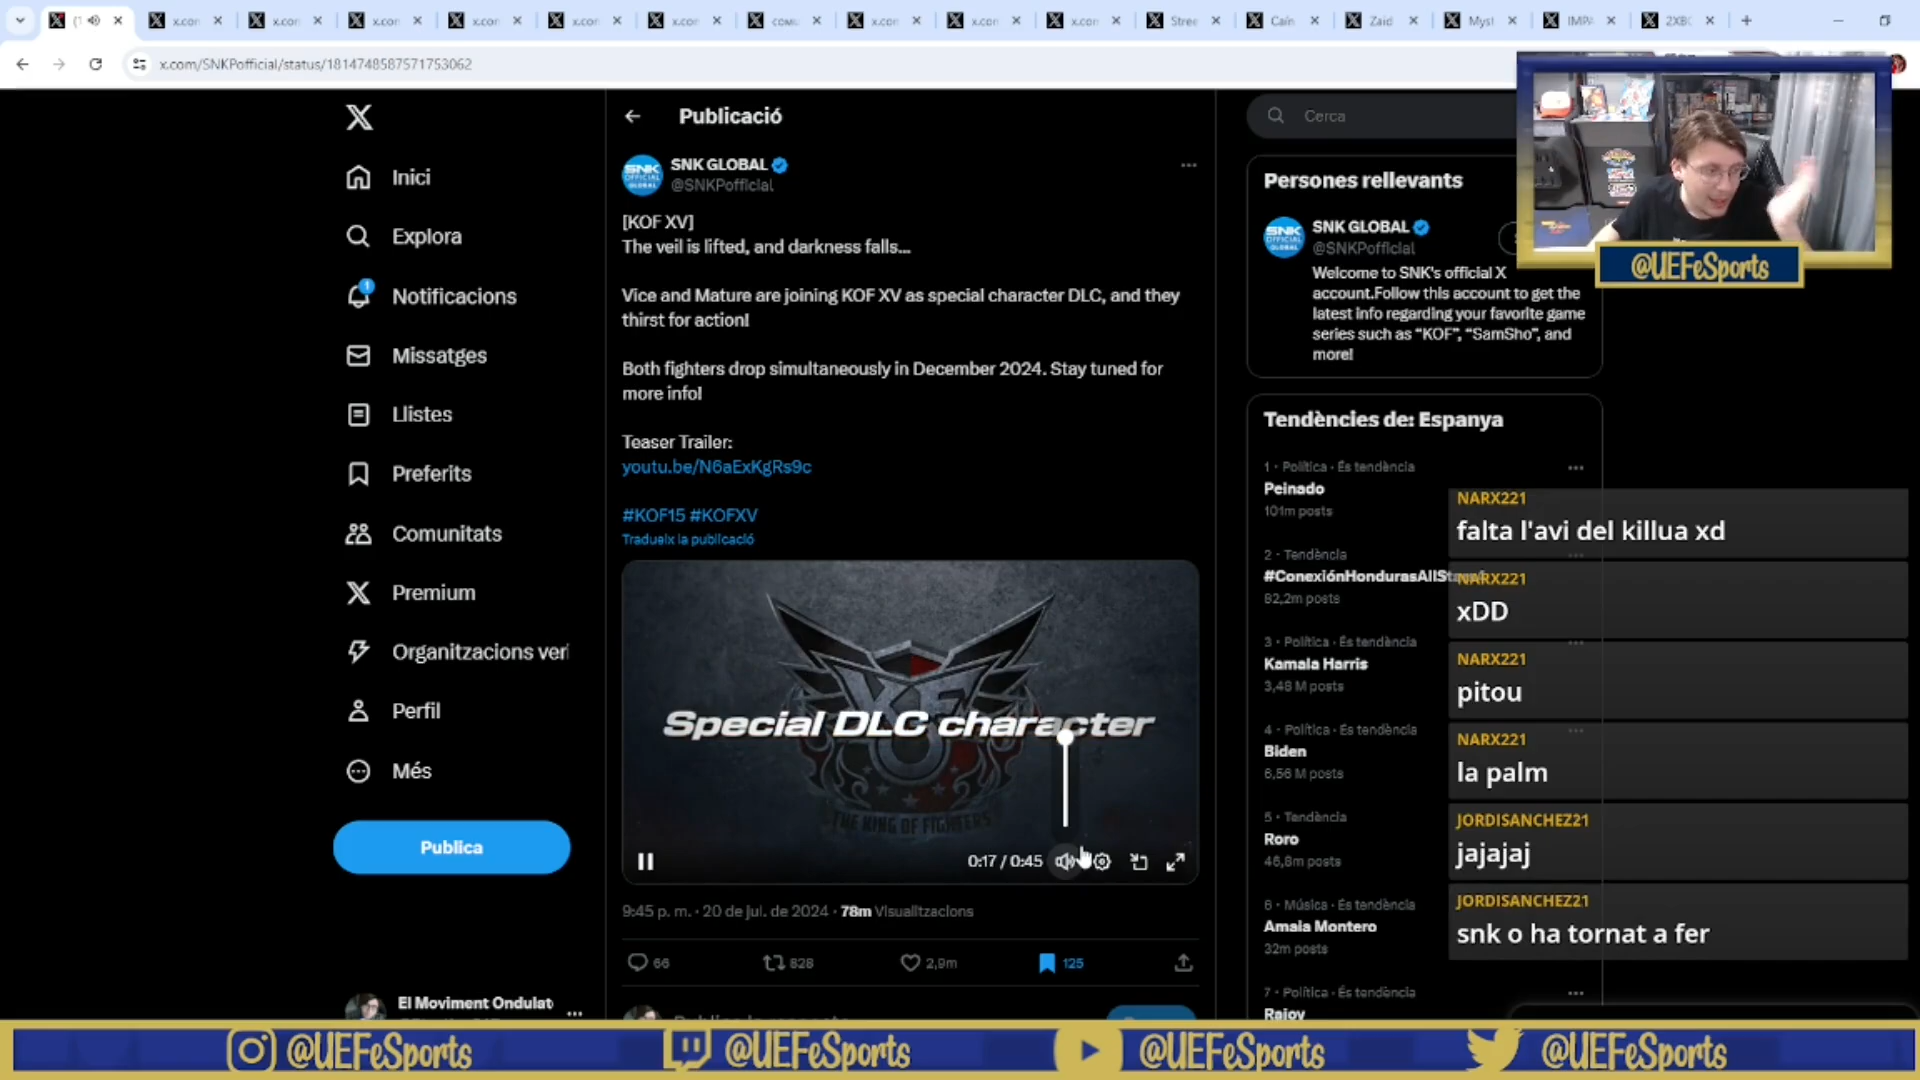 x.com/SNKPofficial/status/1814748587571753062
Inici
Explora
Notificacions
Missatges
Llistes
Preferits
Comunitats
Premium
Organitzacions veri
Perfil
Més
Publica
El Moviment Ondulat
Publicació
SNK GLOBAL
@SNKPofficial
[KOF XV]
The veil is lifted, and darkness falls...
Vice and Mature are joining KOF XV as special character DLC, and they
thirst for action!
Both fighters drop simultaneously in December 2024. Stay tuned for
more info!
Teaser Trailer:
youtu.be/N6aExKgRs9c
#KOF15 #KOFXV
Tradueix la publicació
Special DLC character
THE KING OF FIGHTERS
0:17 / 0:45
9:45 p. m. · 20 de jul. de 2024 · 78m Visualitzacions
66
828
2,9m
125
Cerca
Persones rellevants
SNK GLOBAL
@SNKPofficial
Welcome to SNK's official X
account.Follow this account to get the
latest info regarding your favorite game
series such as "KOF", "SamSho", and
more!
Tendències de: Espanya
1 · Política · És tendència
Peinado
101m posts
2 · Tendència
#ConexiónHondurasAllSt
82,2m posts
3 · Política · És tendència
Kamala Harris
3,48 M posts
4 · Política · És tendència
Biden
6,56 M posts
5 · Tendència
Roro
46,8m posts
6 · Música · És tendència
Amaia Montero
32m posts
7 · Política · És tendència
Rajoy
@UEFeSports
NARX221
falta l'avi del killua xd
NARX221
xDD
NARX221
pitou
NARX221
la palm
JORDISANCHEZ21
jajajaj
JORDISANCHEZ21
snk o ha tornat a fer
@UEFeSports
@UEFeSports
@UEFeSports
@UEFeSports